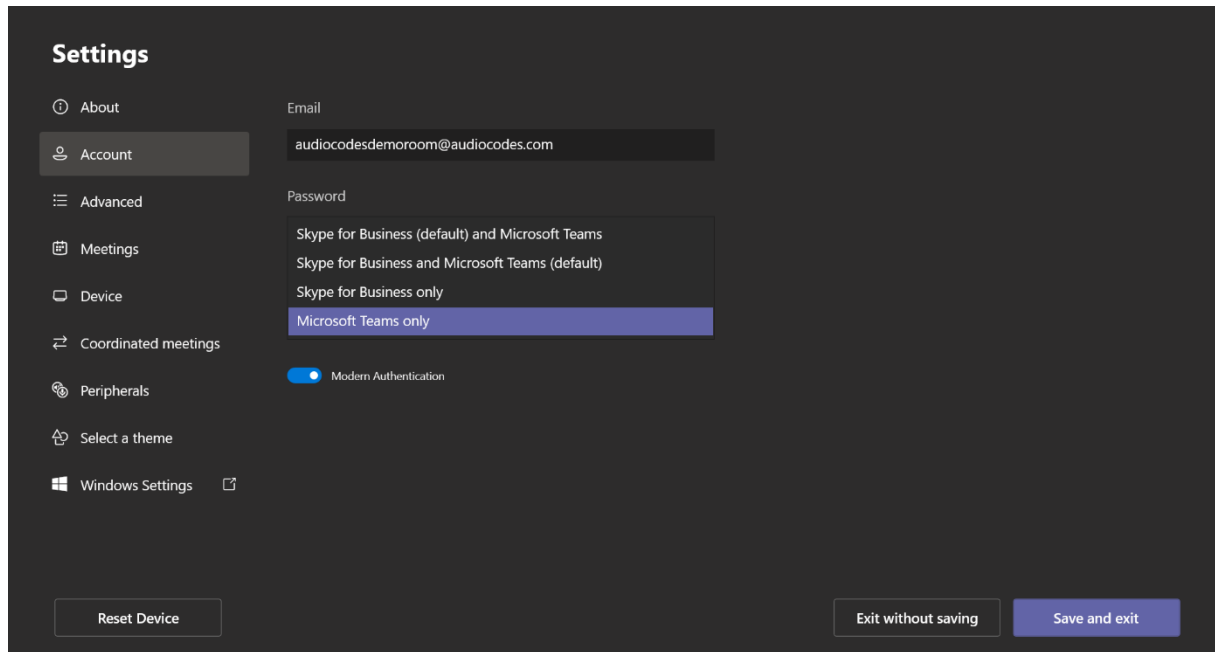 Settings
About
Account
Advanced
Meetings
Device
Coordinated meetings
Peripherals
Select a theme
Windows Settings
Email
audiocodesdemoroom@audiocodes.com
Password
Skype for Business (default) and Microsoft Teams
Skype for Business and Microsoft Teams (default)
Skype for Business only
Microsoft Teams only
Modern Authentication
Reset Device
Exit without saving
Save and exit